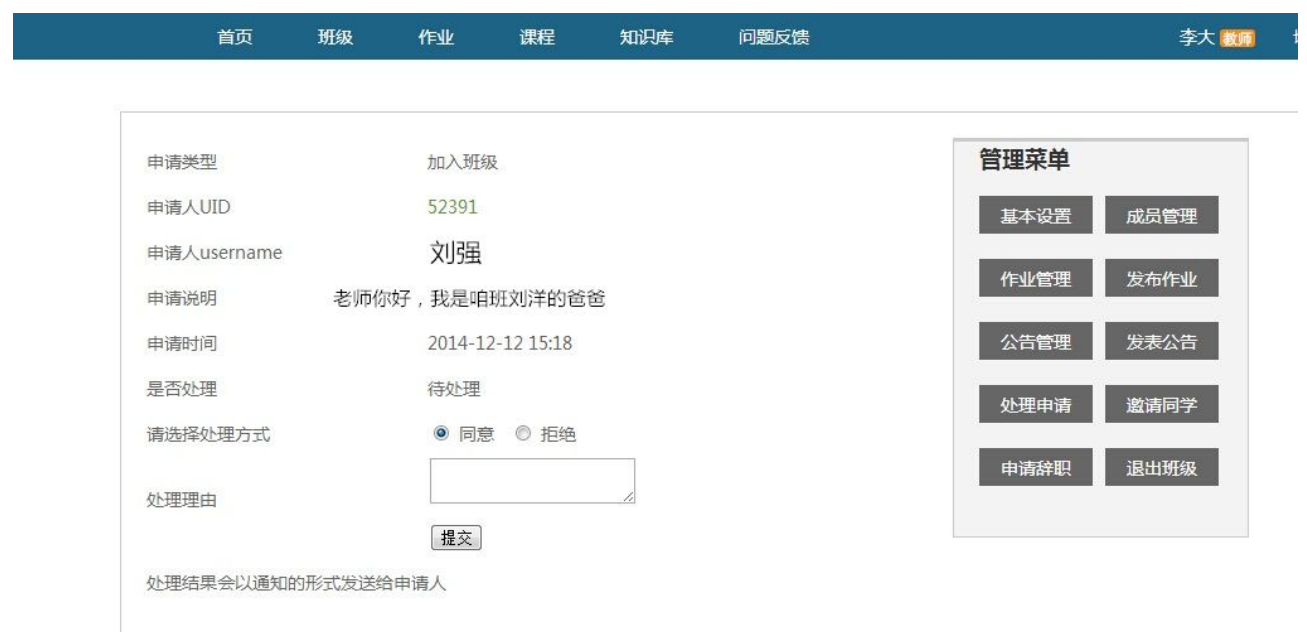 首页 班级 作业 课程 知识库 问题反馈 李大 教师
申请类型 加入班级
申请人UID 52391
申请人username 刘强
申请说明 老师你好，我是咱班刘洋的爸爸
申请时间 2014-12-12 15:18
是否处理 待处理
请选择处理方式 同意 拒绝
处理理由
提交
处理结果会以通知的形式发送给申请人
管理菜单
基本设置 成员管理
作业管理 发布作业
公告管理 发表公告
处理申请 邀请同学
申请辞职 退出班级